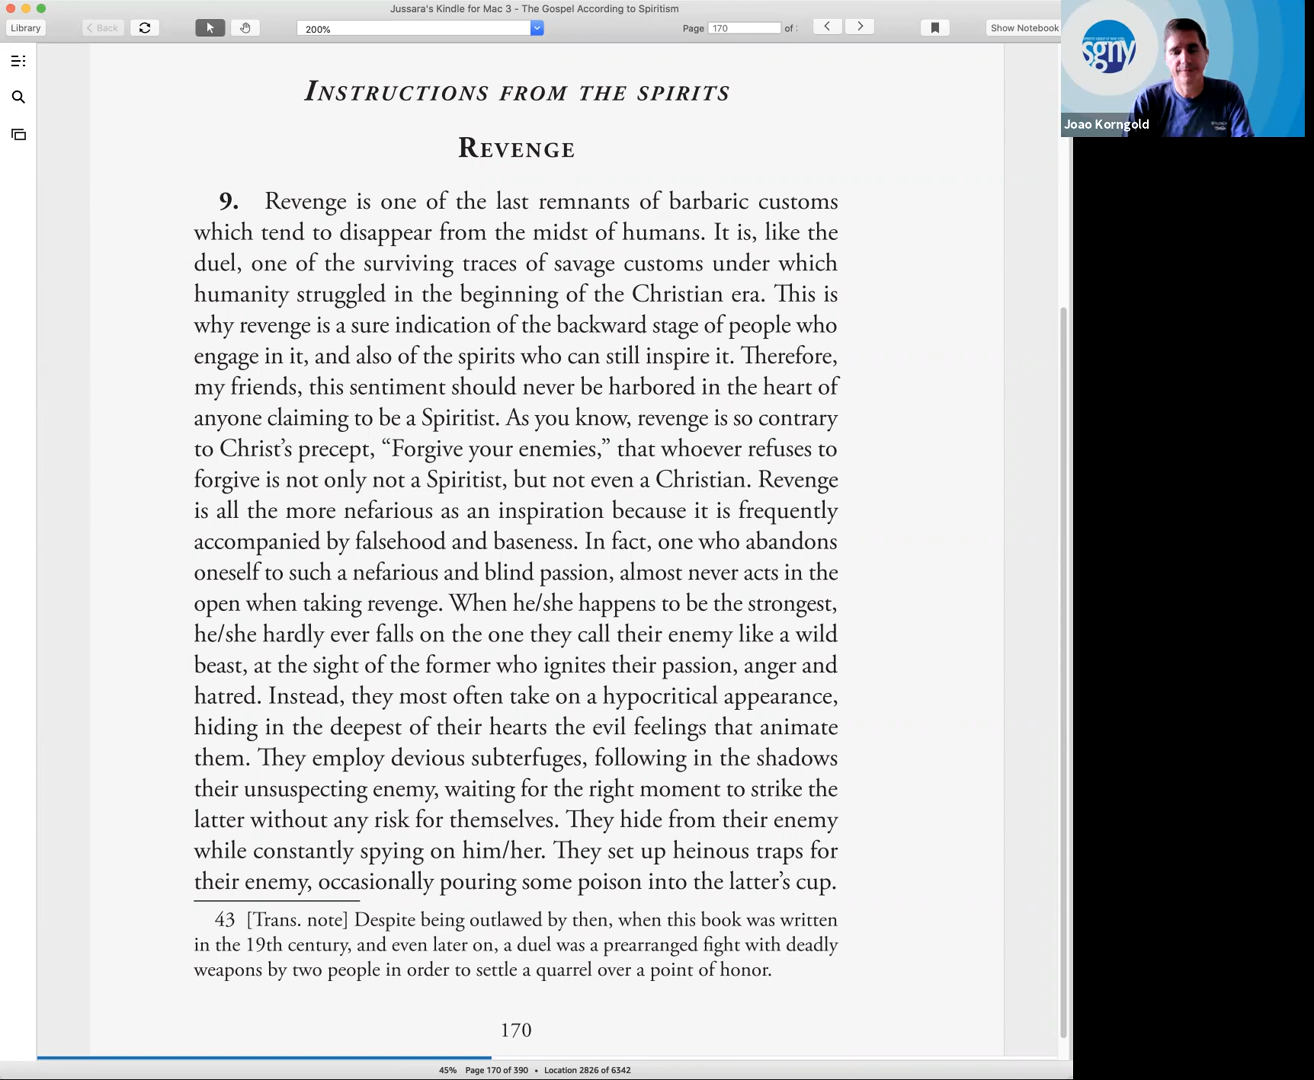 Jussara's Kindle for Mac 3 - The Gospel According to Spiritism
Library
Back
200%
Page 170 of :
Show Notebook
sgny
Joao Korngold
INSTRUCTIONS FROM THE SPIRITS
REVENGE
9. Revenge is one of the last remnants of barbaric customs
which tend to disappear from the midst of humans. It is, like the
duel, one of the surviving traces of savage customs under which
humanity struggled in the beginning of the Christian era. This is
why revenge is a sure indication of the backward stage of people who
engage in it, and also of the spirits who can still inspire it. Therefore,
my friends, this sentiment should never be harbored in the heart of
anyone claiming to be a Spiritist. As you know, revenge is so contrary
to Christ’s precept, “Forgive your enemies,” that whoever refuses to
forgive is not only not a Spiritist, but not even a Christian. Revenge
is all the more nefarious as an inspiration because it is frequently
accompanied by falsehood and baseness. In fact, one who abandons
oneself to such a nefarious and blind passion, almost never acts in the
open when taking revenge. When he/she happens to be the strongest,
he/she hardly ever falls on the one they call their enemy like a wild
beast, at the sight of the former who ignites their passion, anger and
hatred. Instead, they most often take on a hypocritical appearance,
hiding in the deepest of their hearts the evil feelings that animate
them. They employ devious subterfuges, following in the shadows
their unsuspecting enemy, waiting for the right moment to strike the
latter without any risk for themselves. They hide from their enemy
while constantly spying on him/her. They set up heinous traps for
their enemy, occasionally pouring some poison into the latter’s cup.
43 [Trans. note] Despite being outlawed by then, when this book was written
in the 19th century, and even later on, a duel was a prearranged fight with deadly
weapons by two people in order to settle a quarrel over a point of honor.
170
45% Page 170 of 390 • Location 2826 of 6342